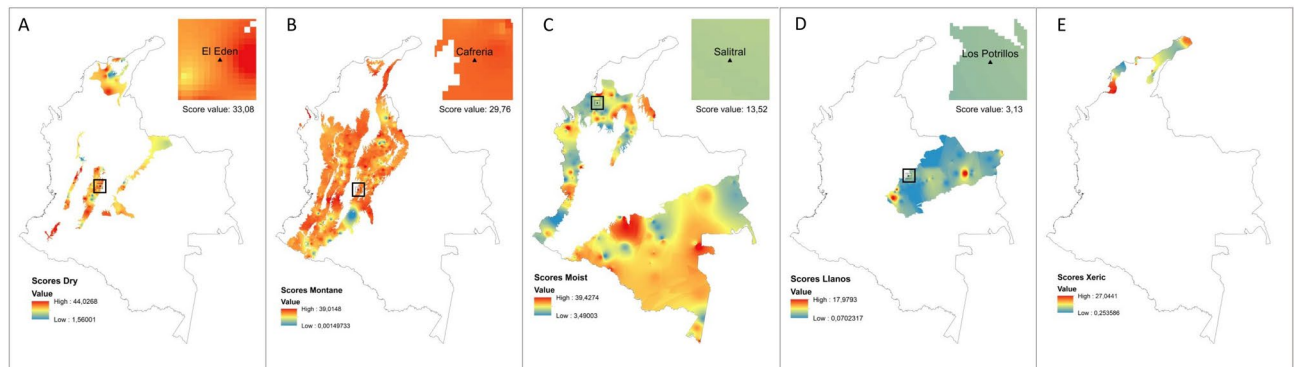 A
El Eden
Score value: 33,08
Scores Dry
Value
High : 44,0268
Low : 1,56001
B
Cafreria
Score value: 29,76
Scores Montane
Value
High : 39,0148
Low : 0,00149733
C
Salitral
Score value: 13,52
Scores Moist
Value
High : 39,4274
Low : 3,49003
D
Los Potrillos
Score value: 3,13
Scores Llanos
Value
High : 17,9793
Low : 0,0702317
E
Scores Xeric
Value
High : 27,0441
Low : 0,253586